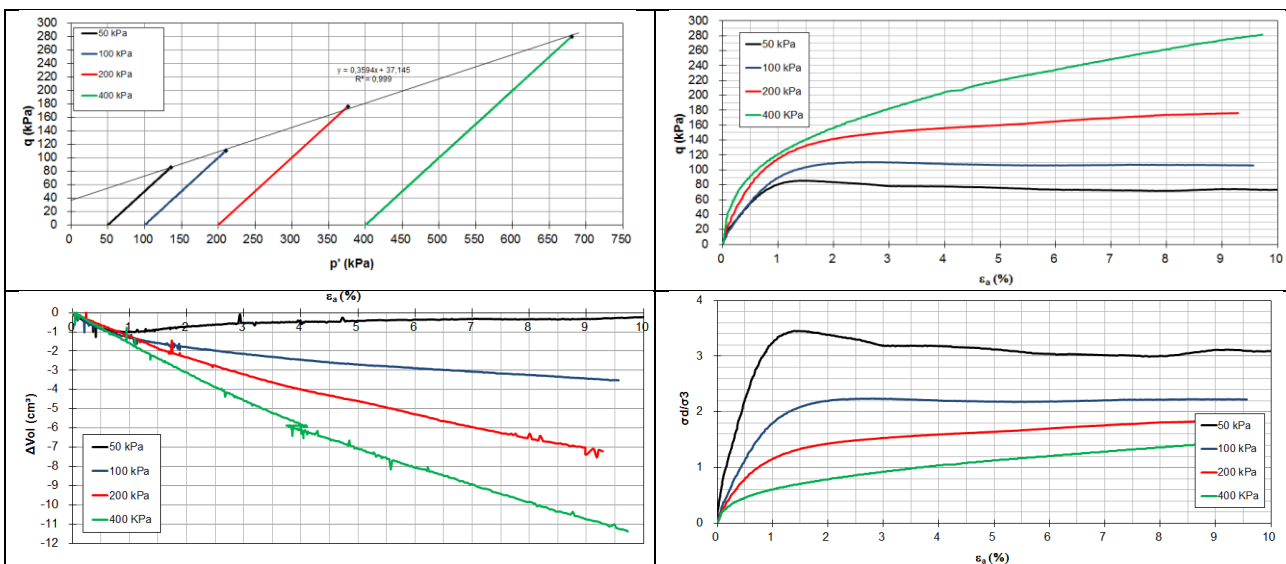 300
280
260
240
220
200
180
160
140
120
100
80
60
40
20
0
q (kPa)
50 kPa
100 kPa
200 kPa
400 kPa
y = 0,3594x + 37,145
R² = 0,999
0 50 100 150 200 250 300 350 400 450 500 550 600 650 700 750
p' (kPa)
300
280
260
240
220
200
180
160
140
120
100
80
60
40
20
0
q (kPa)
50 kPa
100 kPa
200 kPa
400 KPa
0 1 2 3 4 5 6 7 8 9 10
εa (%)
εa (%)
0 1 2 3 4 5 6 7 8 9 10
0
-1
-2
-3
-4
-5
-6
-7
-8
-9
-10
-11
-12
ΔVol (cm³)
50 kPa
100 kPa
200 kPa
400 KPa
4
3
2
1
0
σd/σ3
50 kPa
100 kPa
200 kPa
400 KPa
0 1 2 3 4 5 6 7 8 9 10
εa (%)